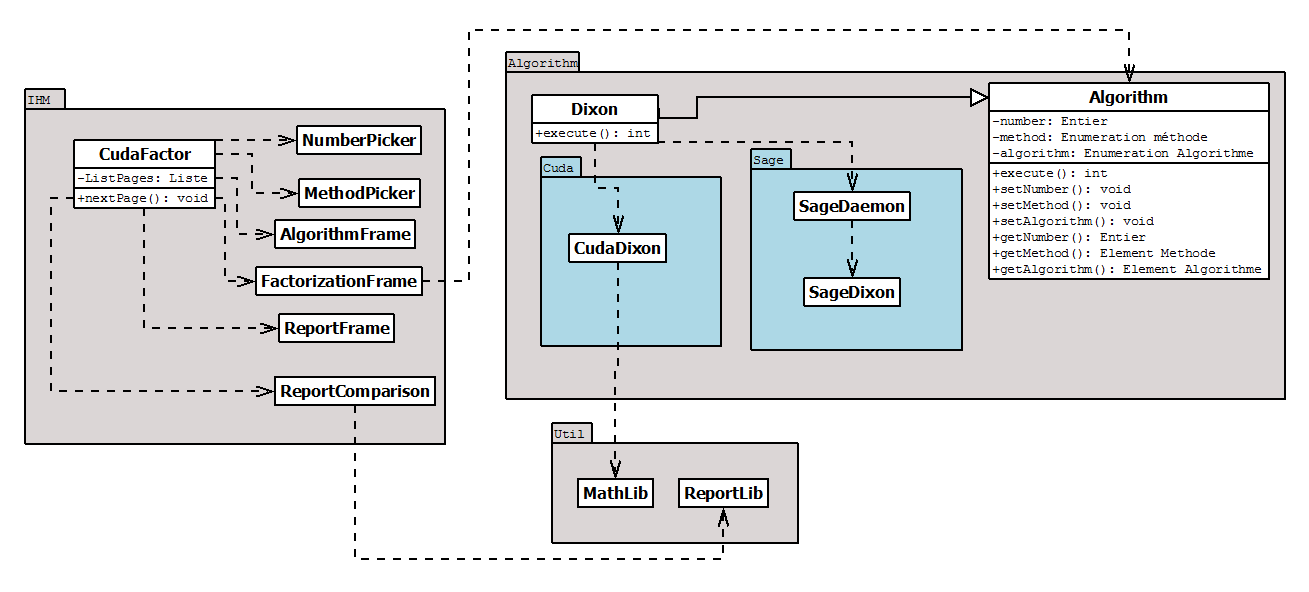 IHM
CudaFactor
-ListPages: Liste
+nextPage(): void
NumberPicker
MethodPicker
AlgorithmFrame
FactorizationFrame
ReportFrame
ReportComparison
Algorithm
Dixon
+execute(): int
Cuda
CudaDixon
Sage
SageDaemon
SageDixon
Algorithm
-number: Entier
-method: Enumeration méthode
-algorithm: Enumeration Algorithme
+execute(): int
+setNumber(): void
+setMethod(): void
+setAlgorithm(): void
+getNumber(): Entier
+getMethod(): Element Methode
+getAlgorithm(): Element Algorithme
Util
MathLib
ReportLib